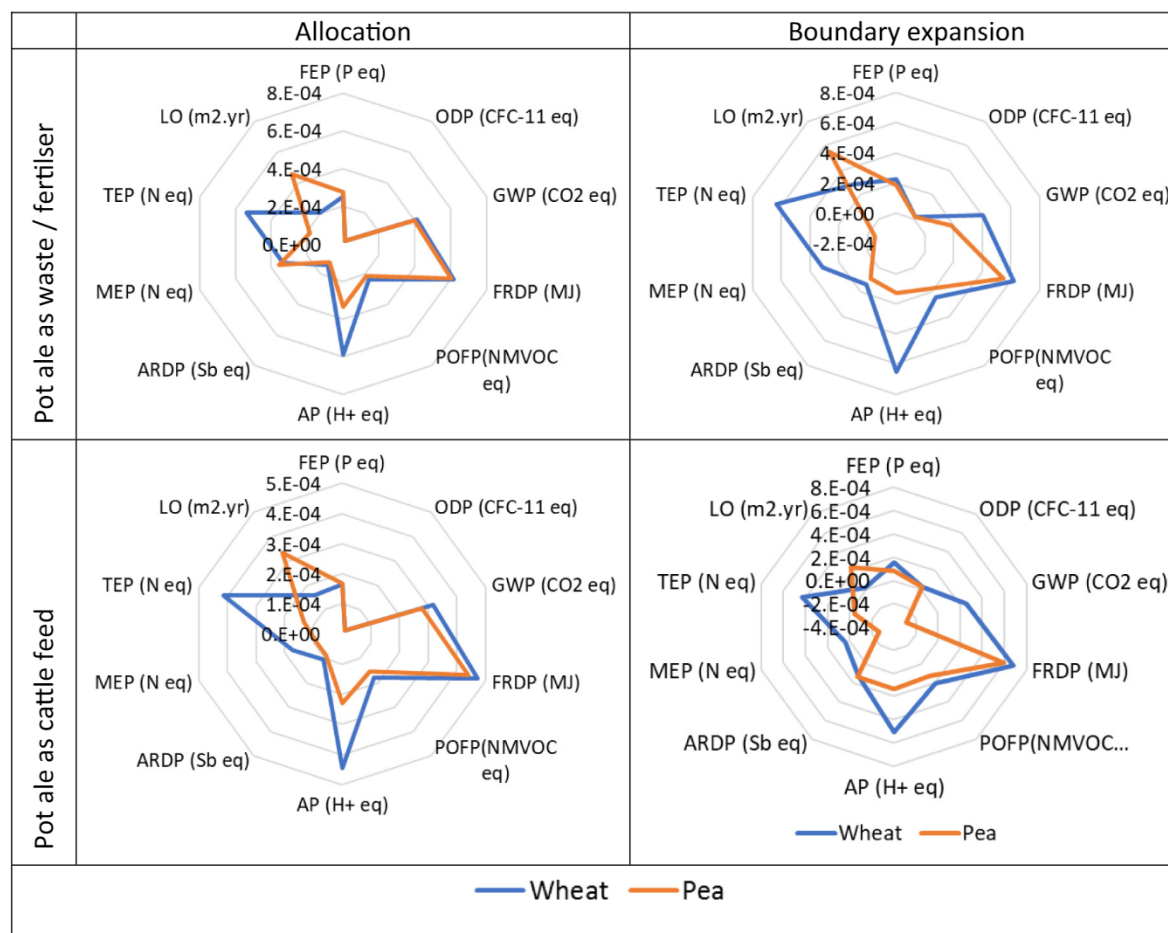 Allocation
Boundary expansion
Pot ale as waste / fertilser
FEP (P eq)
8.E-04
ODP (CFC-11 eq)
LO (m2.yr)
6.E-04
4.E-04
TEP (N eq)
2.E-04
GWP (CO2 eq)
0.E+00
MEP (N eq)
FRDP (MJ)
ARDP (Sb eq)
POFP(NMVOC
eq)
AP (H+ eq)
FEP (P eq)
8.E-04
LO (m2.yr)
6.E-04
ODP (CFC-11 eq)
4.E-04
TEP (N eq)
2.E-04
GWP (CO2 eq)
0.E+00
-2.E-04
MEP (N eq)
FRDP (MJ)
ARDP (Sb eq)
POFP(NMVOC
eq)
AP (H+ eq)
Pot ale as cattle feed
FEP (P eq)
5.E-04
LO (m2.yr)
4.E-04
ODP (CFC-11 eq)
3.E-04
TEP (N eq)
2.E-04
GWP (CO2 eq)
1.E-04
0.E+00
MEP (N eq)
FRDP (MJ)
ARDP (Sb eq)
POFP(NMVOC
eq)
AP (H+ eq)
FEP (P eq)
8.E-04
LO (m2.yr)
6.E-04
ODP (CFC-11 eq)
4.E-04
2.E-04
TEP (N eq)
0.E+00
GWP (CO2 eq)
-2.E-04
-4.E-04
MEP (N eq)
FRDP (MJ)
ARDP (Sb eq)
POFP(NMVOC...
AP (H+ eq)
Wheat
Pea
Wheat
Pea